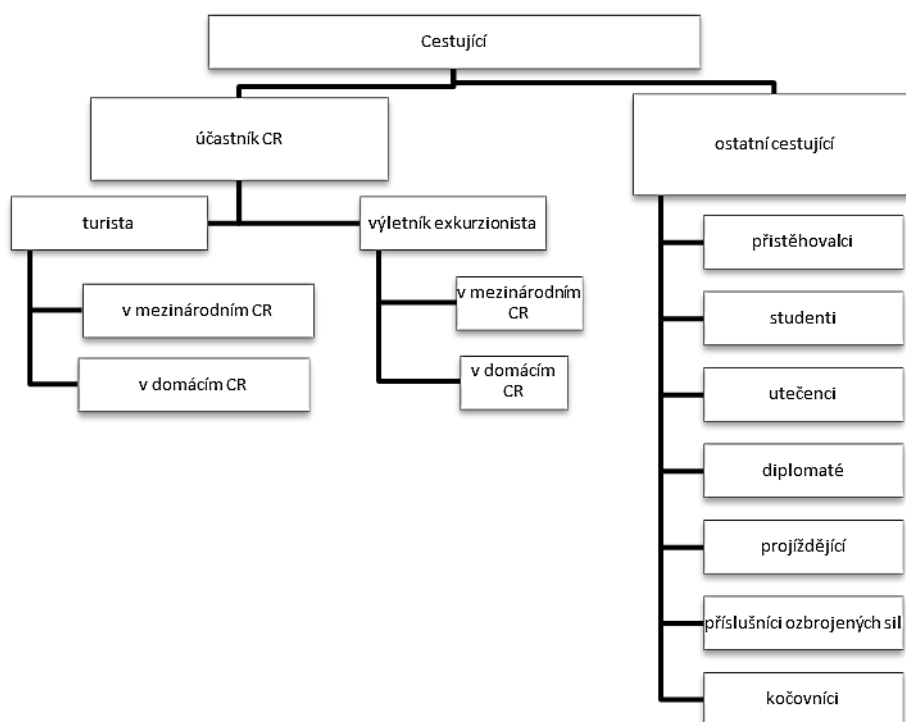 Cestující
účastník CR
ostatní cestující
turista
výletník exkurzionista
v mezinárodním CR
v domácím CR
v mezinárodním
CR
v domácím
CR
přistěhovalci
studenti
utečenci
diplomaté
projíždějící
příslušníci ozbrojených sil
kočovníci